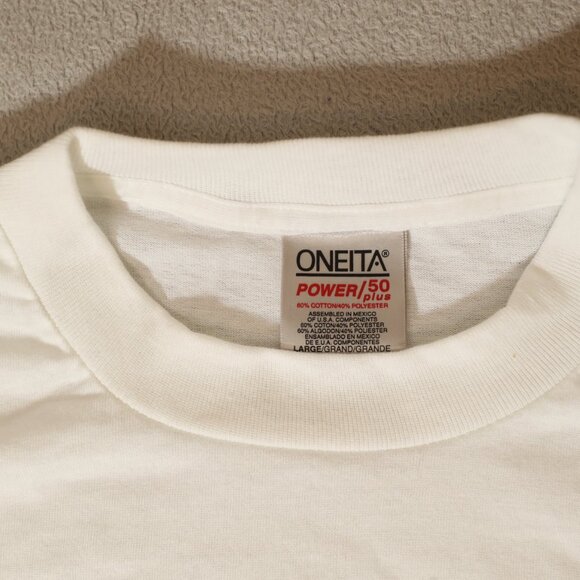 ONEITA®
POWER/50 plus
60% COTTON/40% POLYESTER
ASSEMBLED IN MEXICO
OF U.S.A. COMPONENTS
60% COTTON/40% POLYESTER
60% ALGODON/40% POLIESTER
ENSAMBLADO EN MEXICO
DE E.U.A. COMPONENTES
LARGE/GRAND/GRANDE